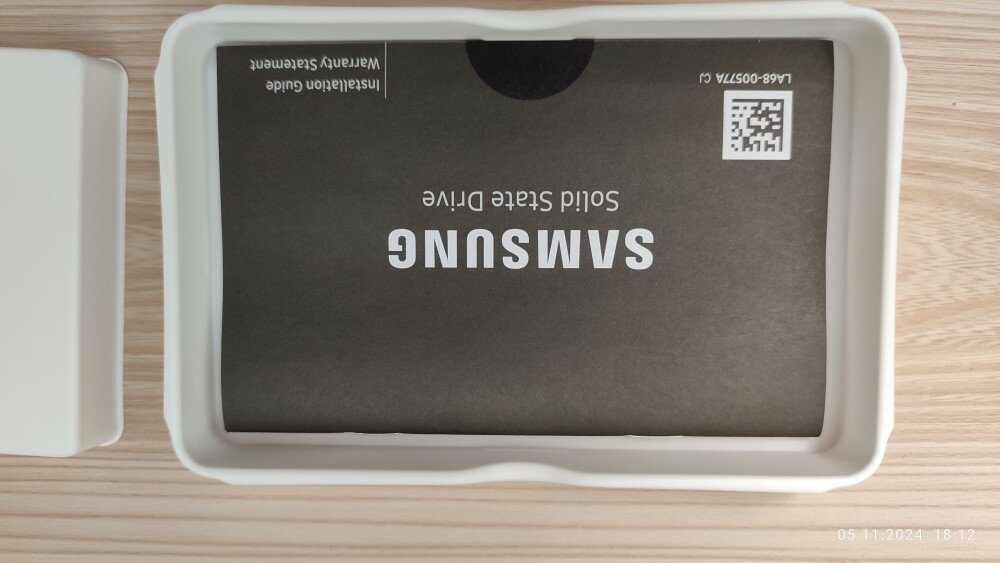 SAMSUNG
Solid State Drive
LA68-00577A CJ
Installation Guide
Warranty Statement
05.11.2024 18:12